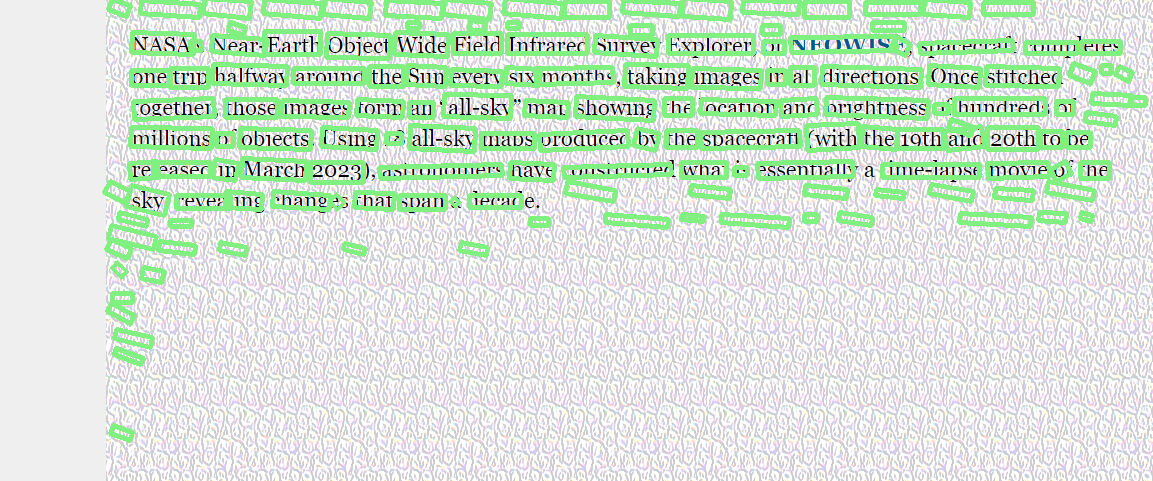 NASA's Near-Earth Object Wide Field Infrared Survey Explorer, or NEOWISE, spacecraft completes
one trip halfway around the Sun every six months, taking images in all directions. Once stitched
together, those images form an “all-sky” map showing the location and brightness of hundreds of
millions of objects. Using 18 all-sky maps produced by the spacecraft (with the 19th and 20th to be
released in March 2023), astronomers have constructed what is essentially a time-lapse movie of the
sky, revealing changes that span a decade.